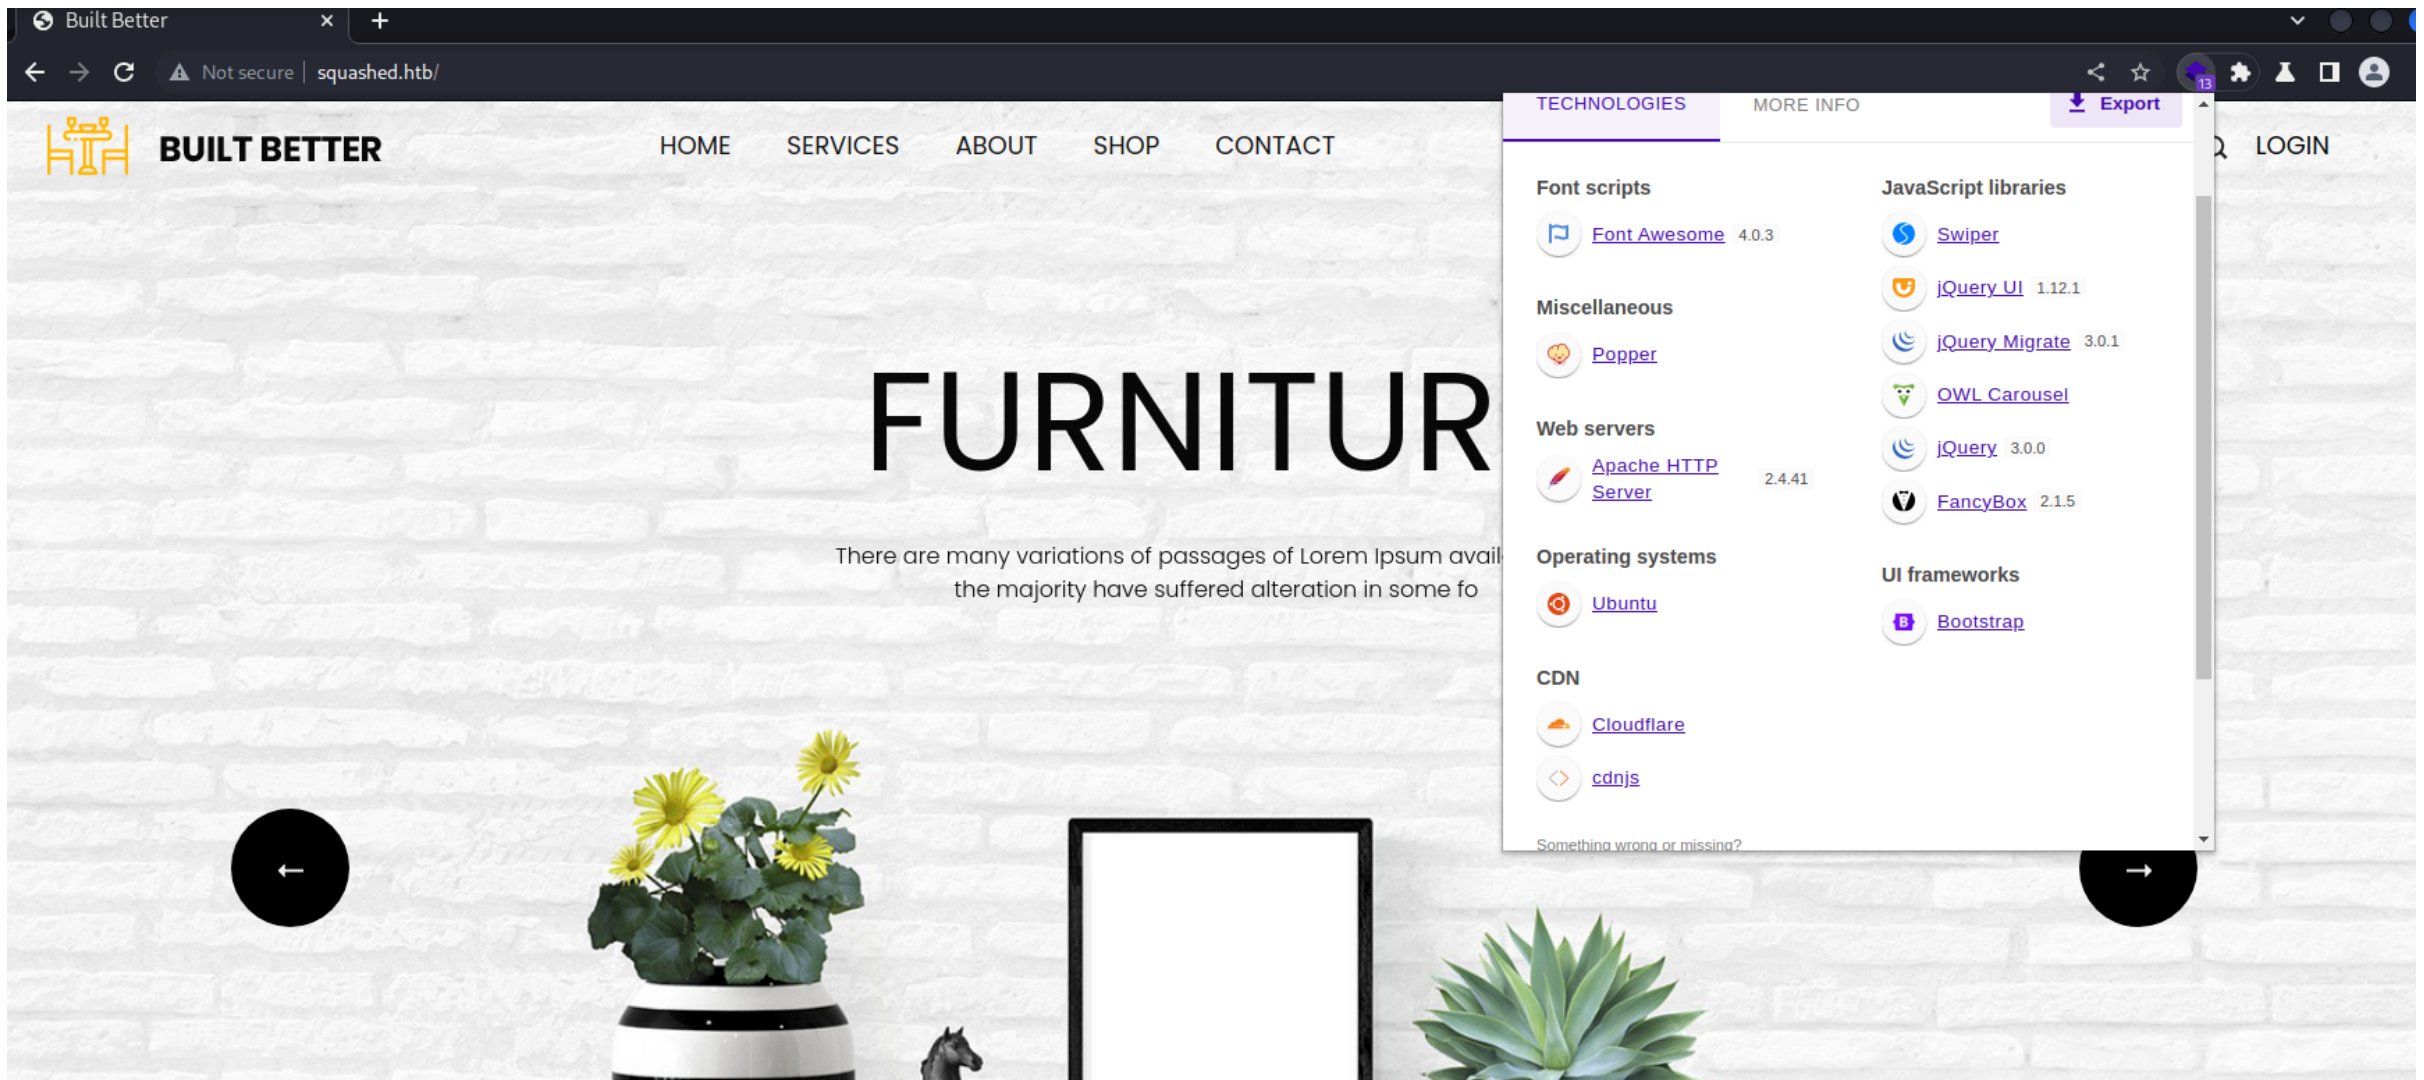 Built Better
Not secure
squashed.htb/
13
BUILT BETTER
HOME
SERVICES
ABOUT
SHOP
CONTACT
LOGIN
FURNITUR
There are many variations of passages of Lorem Ipsum avail
the majority have suffered alteration in some fo
TECHNOLOGIES
MORE INFO
Export
Font scripts
Font Awesome 4.0.3
Miscellaneous
Popper
Web servers
Apache HTTP
Server
2.4.41
Operating systems
Ubuntu
CDN
Cloudflare
cdnjs
Something wrong or missing?
JavaScript libraries
Swiper
jQuery UI 1.12.1
jQuery Migrate 3.0.1
OWL Carousel
jQuery 3.0.0
FancyBox 2.1.5
UI frameworks
Bootstrap